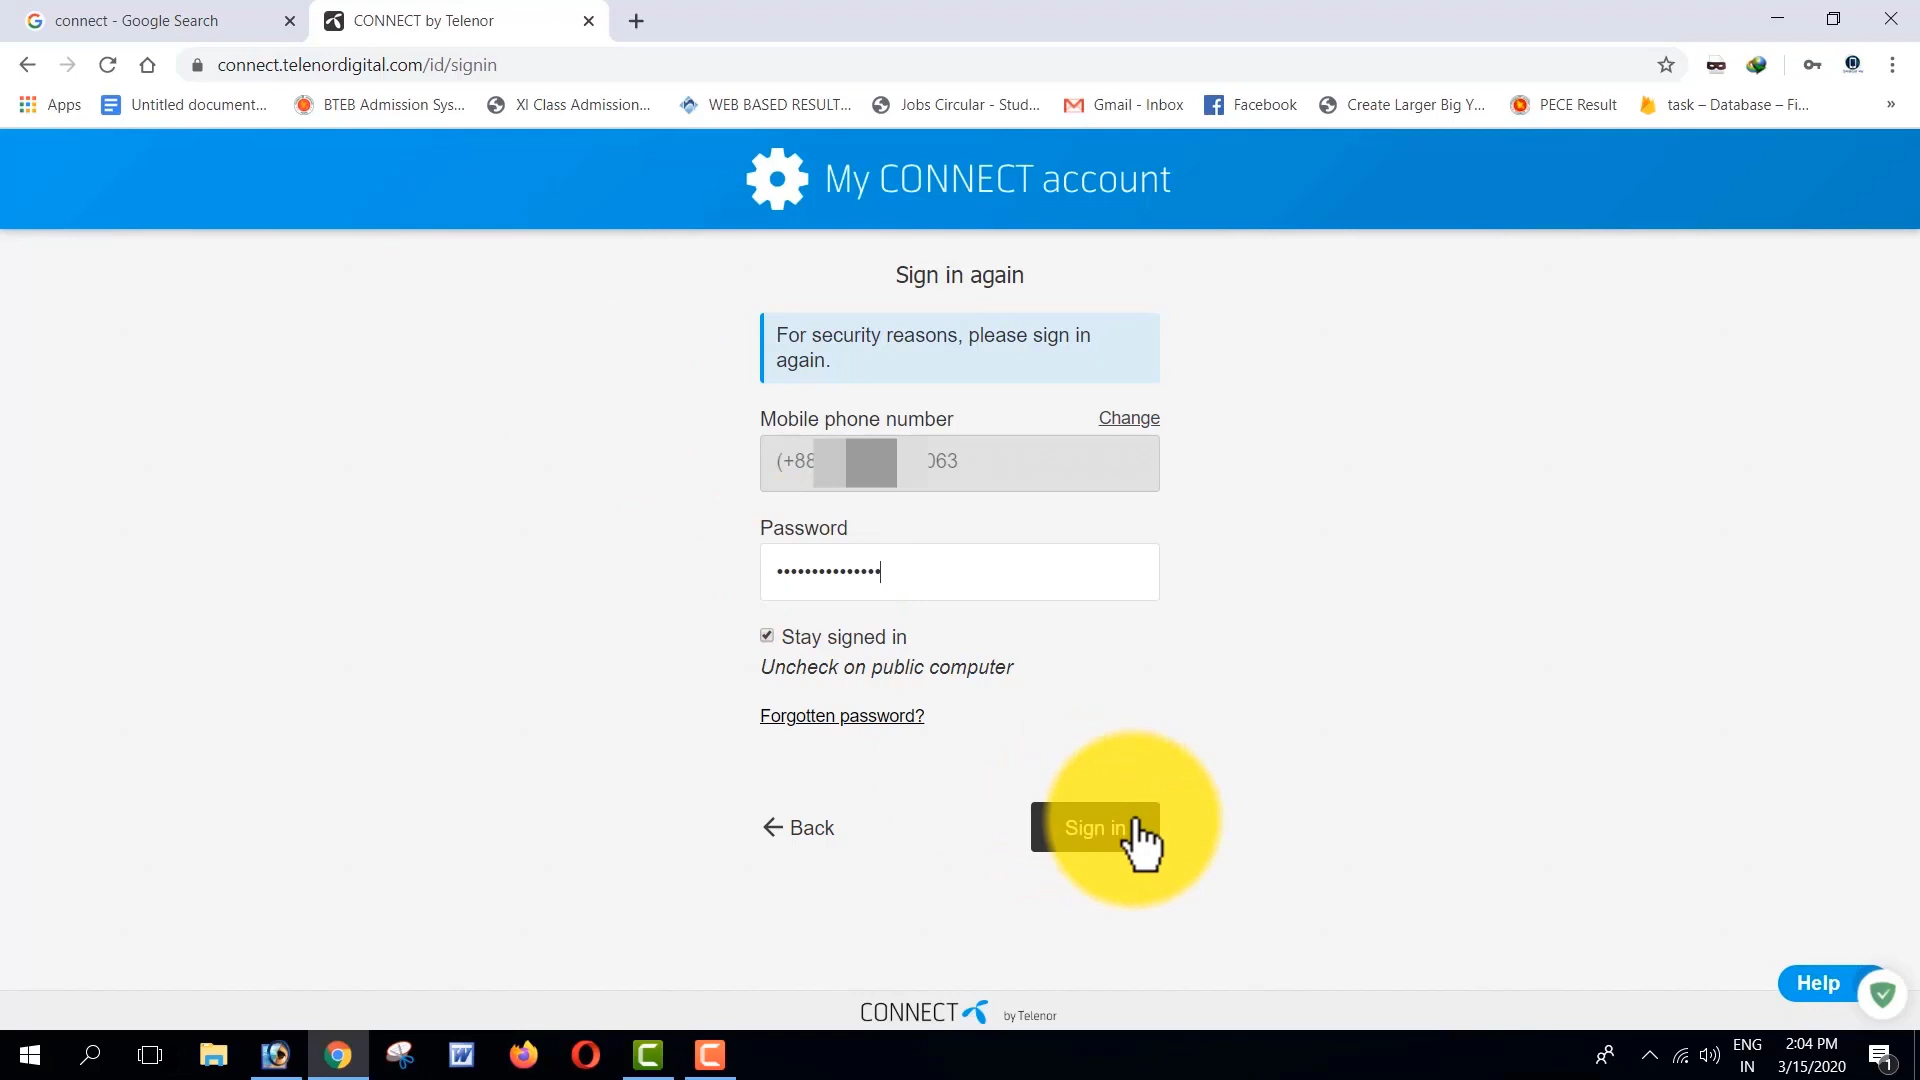 connect - Google Search
CONNECT by Telenor
connect.telenordigital.com/id/signin
Apps
Untitled document...
BTEB Admission Sys...
XI Class Admission...
WEB BASED RESULT...
Jobs Circular - Stud...
Gmail - Inbox
Facebook
Create Larger Big Y...
PECE Result
task – Database – Fi...
»
My CONNECT account
Sign in again
For security reasons, please sign in
again.
Mobile phone number
Change
(+88 063
Password
•••••••••••••••
Stay signed in
Uncheck on public computer
Forgotten password?
Back
Sign in
Help
CONNECT by Telenor
ENG
IN
2:04 PM
3/15/2020
1